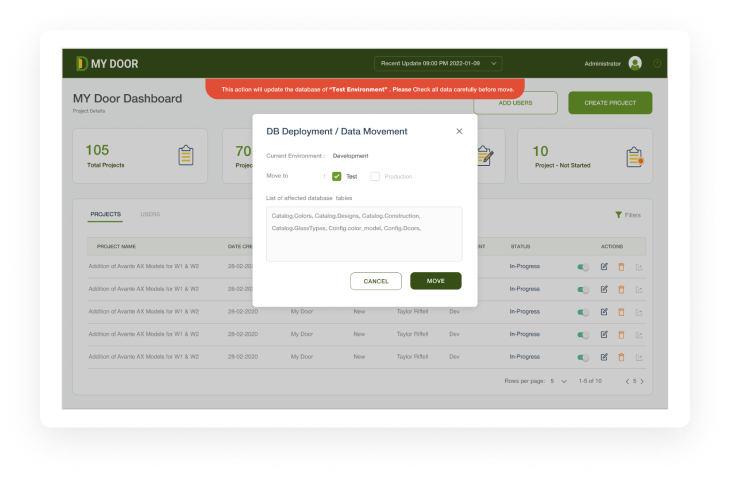 MY DOOR
Recent Update 09:00 PM 2022-01-09
Administrator
This action will update the database of "Test Environment" . Please Check all data carefully before move.
MY Door Dashboard
Project Details
ADD USERS
CREATE PROJECT
DB Deployment / Data Movement
105
Total Projects
70
Projec
10
Project - Not Started
Current Environment : Development
Move to : Test Production
List of affected database tables
Catalog.Colors, Catalog.Designs, Catalog.Construction,
Catalog.GlassTypes, Config.color_model, Config.Doors,
CANCEL
MOVE
PROJECTS
USERS
Filters
PROJECT NAME DATE CRE NT STATUS ACTIONS
Addition of Avante AX Models for W1 & W2 28-02-20 In-Progress
Addition of Avante AX Models for W1 & W2 28-02-20 In-Progress
Addition of Avante AX Models for W1 & W2 28-02-2020 My Door New Taylor Riffell Dev In-Progress
Addition of Avante AX Models for W1 & W2 28-02-2020 My Door New Taylor Riffell Dev In-Progress
Addition of Avante AX Models for W1 & W2 28-02-2020 My Door New Taylor Riffell Dev In-Progress
Rows per page: 5 1-5 of 10 5